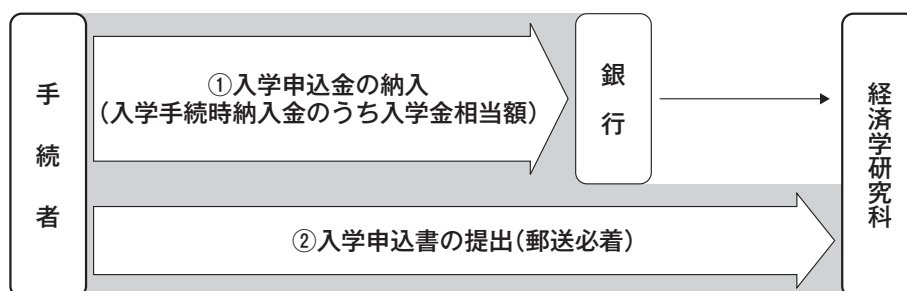 手続者
①入学申込金の納入
(入学手続時納入金のうち入学金相当額)
銀行
経済学研究科
②入学申込書の提出(郵送必着)